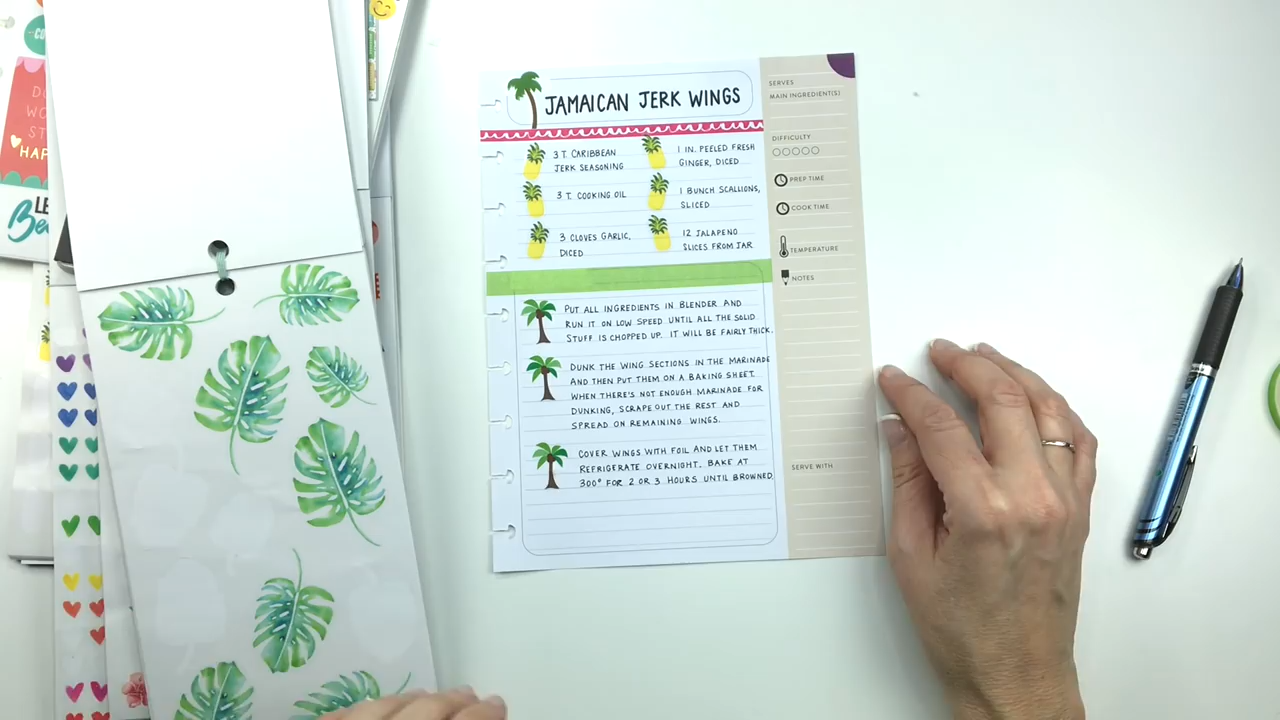 JAMAICAN JERK WINGS
3 T. CARIBBEAN
JERK SEASONING
1 IN. PEELED FRESH
GINGER, DICED
3 T. COOKING OIL
1 BUNCH SCALLIONS,
SLICED
3 CLOVES GARLIC,
DICED
12 JALAPENO
SLICES FROM JAR
PUT ALL INGREDIENTS IN BLENDER AND
RUN IT ON LOW SPEED UNTIL ALL THE SOLID
STUFF IS CHOPPED UP. IT WILL BE FAIRLY THICK.
DUNK THE WING SECTIONS IN THE MARINADE
AND THEN PUT THEM ON A BAKING SHEET.
WHEN THERE'S NOT ENOUGH MARINADE FOR
DUNKING, SCRAPE OUT THE REST AND
SPREAD ON REMAINING WINGS.
COVER WINGS WITH FOIL AND LET THEM
REFRIGERATE OVERNIGHT. BAKE AT
300° FOR 2 OR 3 HOURS UNTIL BROWNED.
SERVES
MAIN INGREDIENT(S)
DIFFICULTY
PREP TIME
COOK TIME
TEMPERATURE
NOTES
SERVE WITH